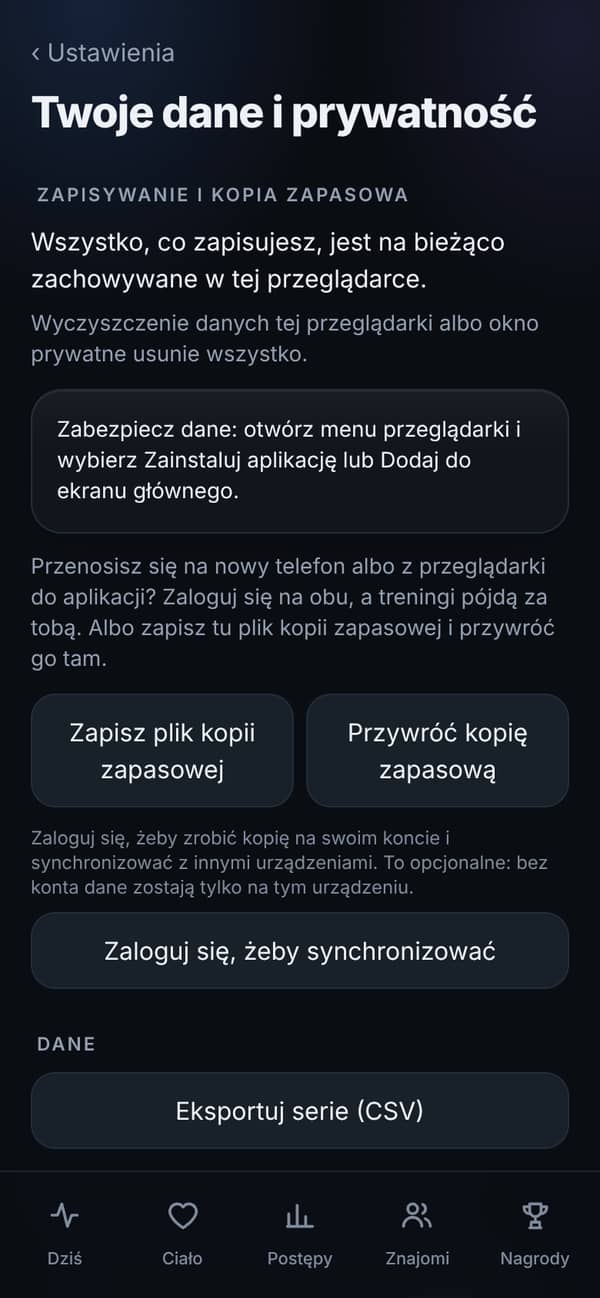 ‹ Ustawienia
Twoje dane i prywatność
ZAPISYWANIE I KOPIA ZAPASOWA
Wszystko, co zapisujesz, jest na bieżąco
zachowywane w tej przeglądarce.
Wyczyszczenie danych tej przeglądarki albo okno
prywatne usunie wszystko.
Zabezpiecz dane: otwórz menu przeglądarki i
wybierz Zainstaluj aplikację lub Dodaj do
ekranu głównego.
Przenosisz się na nowy telefon albo z przeglądarki
do aplikacji? Zaloguj się na obu, a treningi pójdą za
tobą. Albo zapisz tu plik kopii zapasowej i przywróć
go tam.
Zapisz plik kopii
zapasowej
Przywróć kopię
zapasową
Zaloguj się, żeby zrobić kopię na swoim koncie i
synchronizować z innymi urządzeniami. To opcjonalne: bez
konta dane zostają tylko na tym urządzeniu.
Zaloguj się, żeby synchronizować
DANE
Eksportuj serie (CSV)
Dziś
Ciało
Postępy
Znajomi
Nagrody